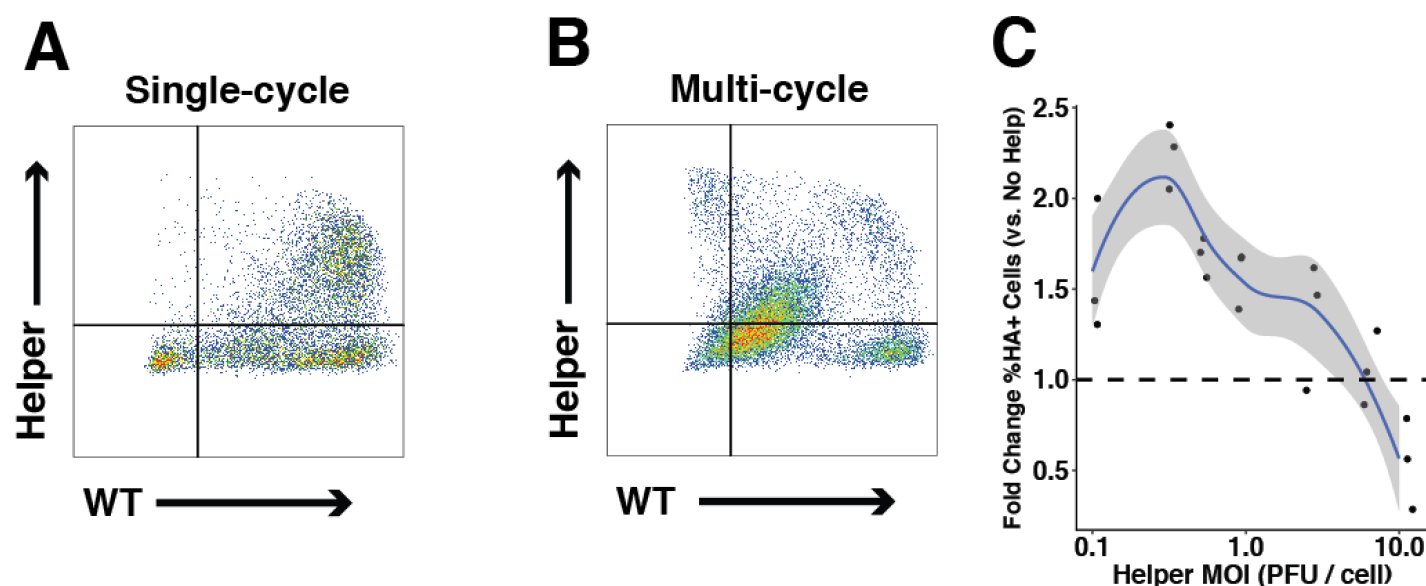 A
Single-cycle
Helper
WT
B
Multi-cycle
Helper
WT
C
Fold Change %HA+ Cells (vs. No Help)
2.5
2.0
1.5
1.0
0.5
0.1
1.0
10.0
Helper MOI (PFU / cell)